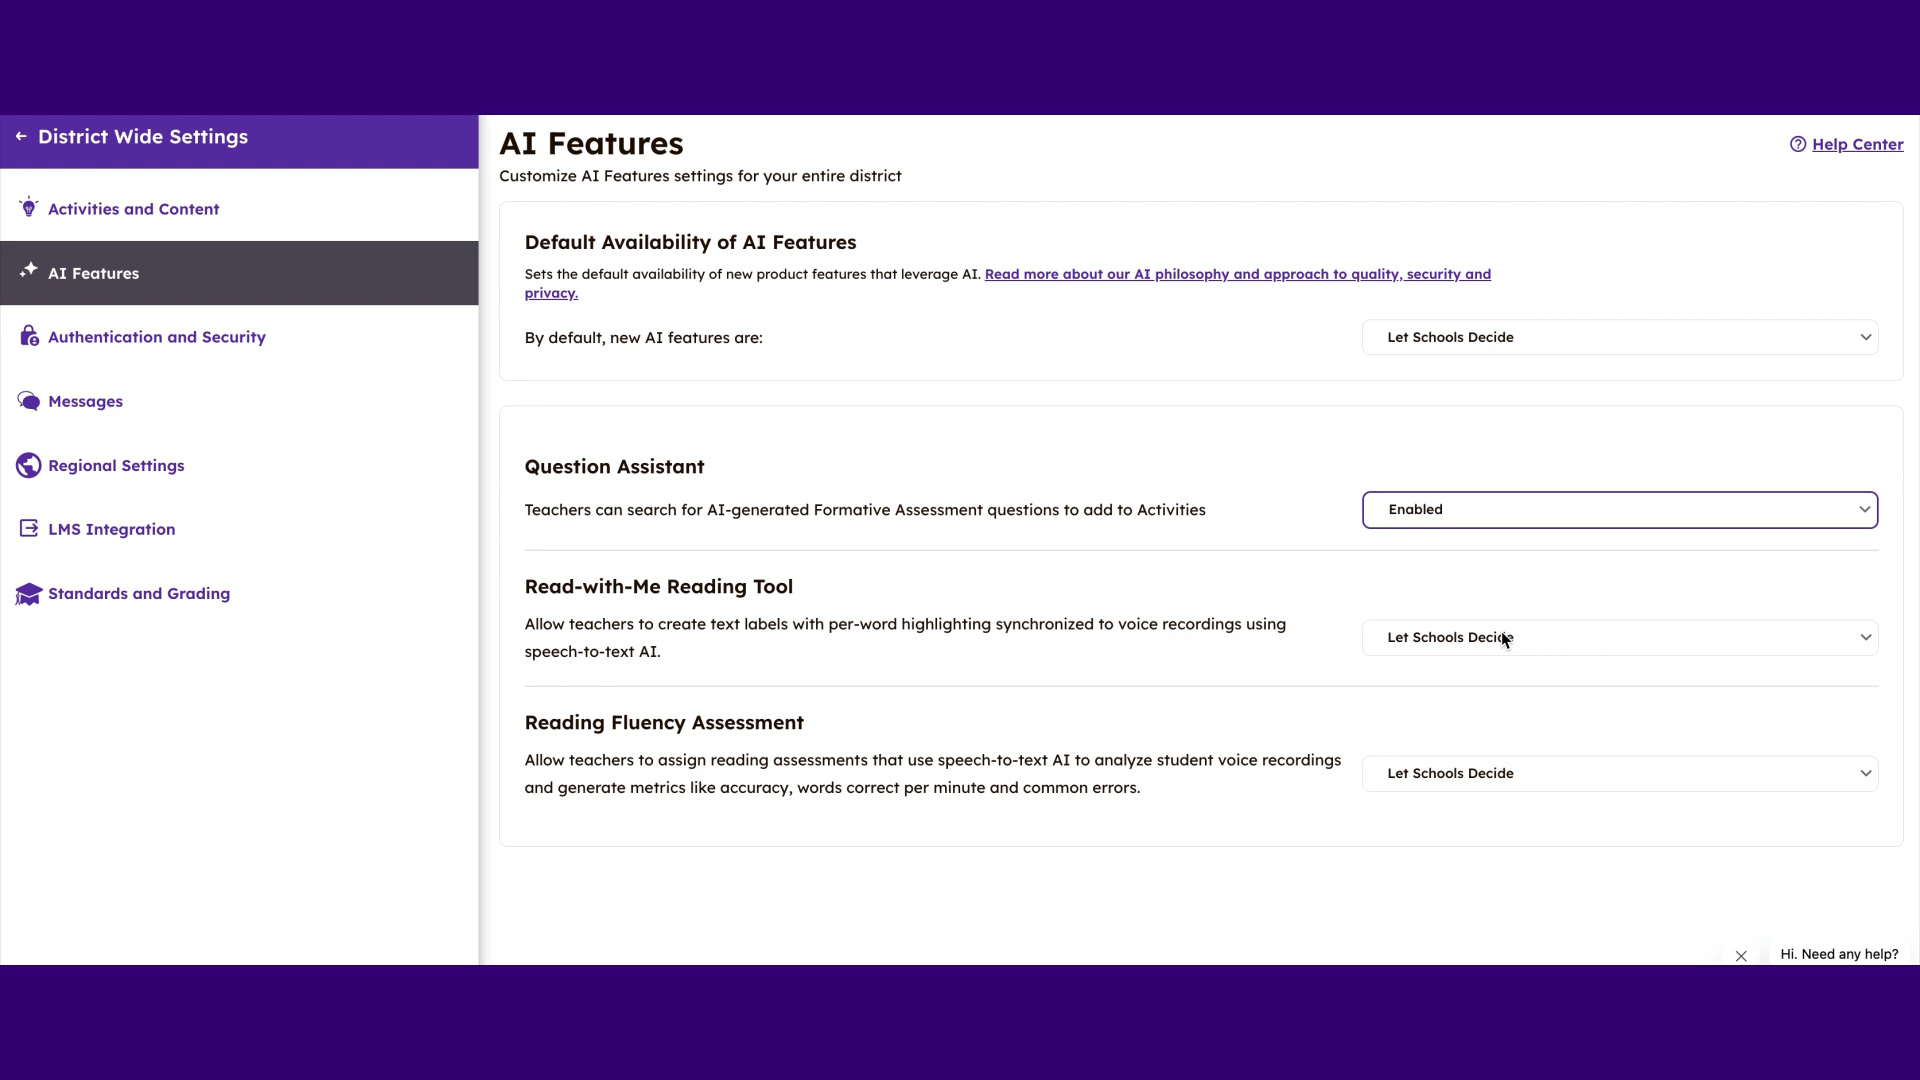 District Wide Settings
Activities and Content
AI Features
Authentication and Security
Messages
Regional Settings
LMS Integration
Standards and Grading
AI Features
Help Center
Customize AI Features settings for your entire district
Default Availability of AI Features
Sets the default availability of new product features that leverage AI. Read more about our AI philosophy and approach to quality, security and
privacy.
By default, new AI features are:
Let Schools Decide
Question Assistant
Teachers can search for AI-generated Formative Assessment questions to add to Activities
Enabled
Read-with-Me Reading Tool
Allow teachers to create text labels with per-word highlighting synchronized to voice recordings using
speech-to-text AI.
Let Schools Decide
Reading Fluency Assessment
Allow teachers to assign reading assessments that use speech-to-text AI to analyze student voice recordings
and generate metrics like accuracy, words correct per minute and common errors.
Let Schools Decide
Hi. Need any help?